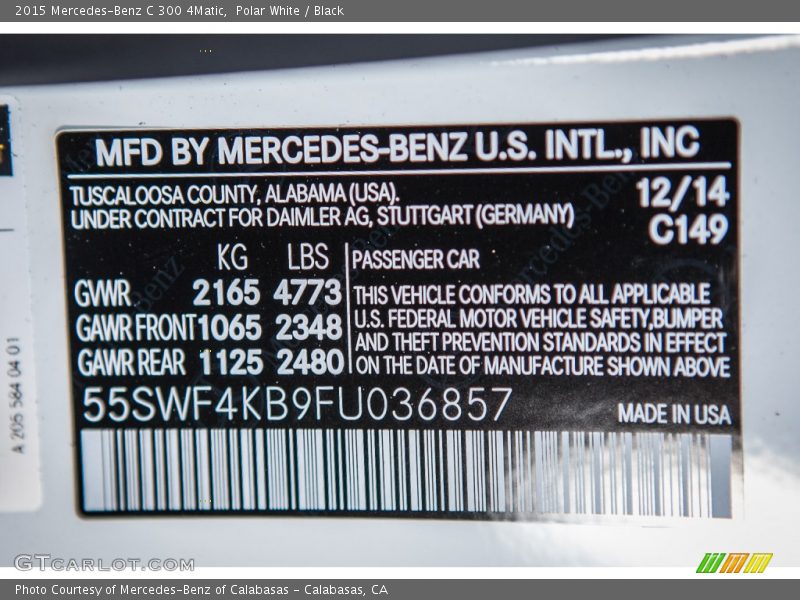 2015 Mercedes-Benz C 300 4Matic,  Polar White / Black
MFD BY MERCEDES-BENZ U.S. INTL., INC
TUSCALOOSA COUNTY, ALABAMA (USA).
UNDER CONTRACT FOR DAIMLER AG, STUTTGART (GERMANY)
12/14
C149
KG LBS
GWR 2165 4773
GAWR FRONT 1065 2348
GAWR REAR 1125 2480
PASSENGER CAR
THIS VEHICLE CONFORMS TO ALL APPLICABLE
U.S. FEDERAL MOTOR VEHICLE SAFETY, BUMPER
AND THEFT PREVENTION STANDARDS IN EFFECT
ON THE DATE OF MANUFACTURE SHOWN ABOVE
55SWF4KB9FU036857
MADE IN USA
A 205 584 04 01
GTCARLOT.COM
Photo Courtesy of Mercedes-Benz of Calabasas - Calabasas, CA